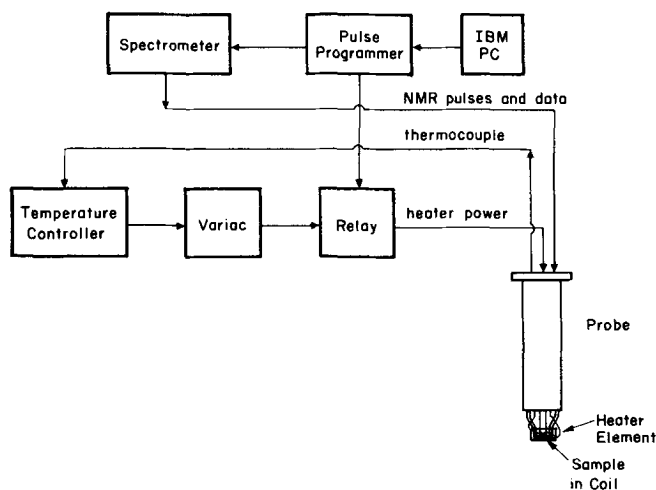 Spectrometer
Pulse
Programmer
IBM
PC
NMR pulses and data
thermocouple
Temperature
Controller
Variac
Relay
heater power
Probe
Heater
Element
Sample
in Coil